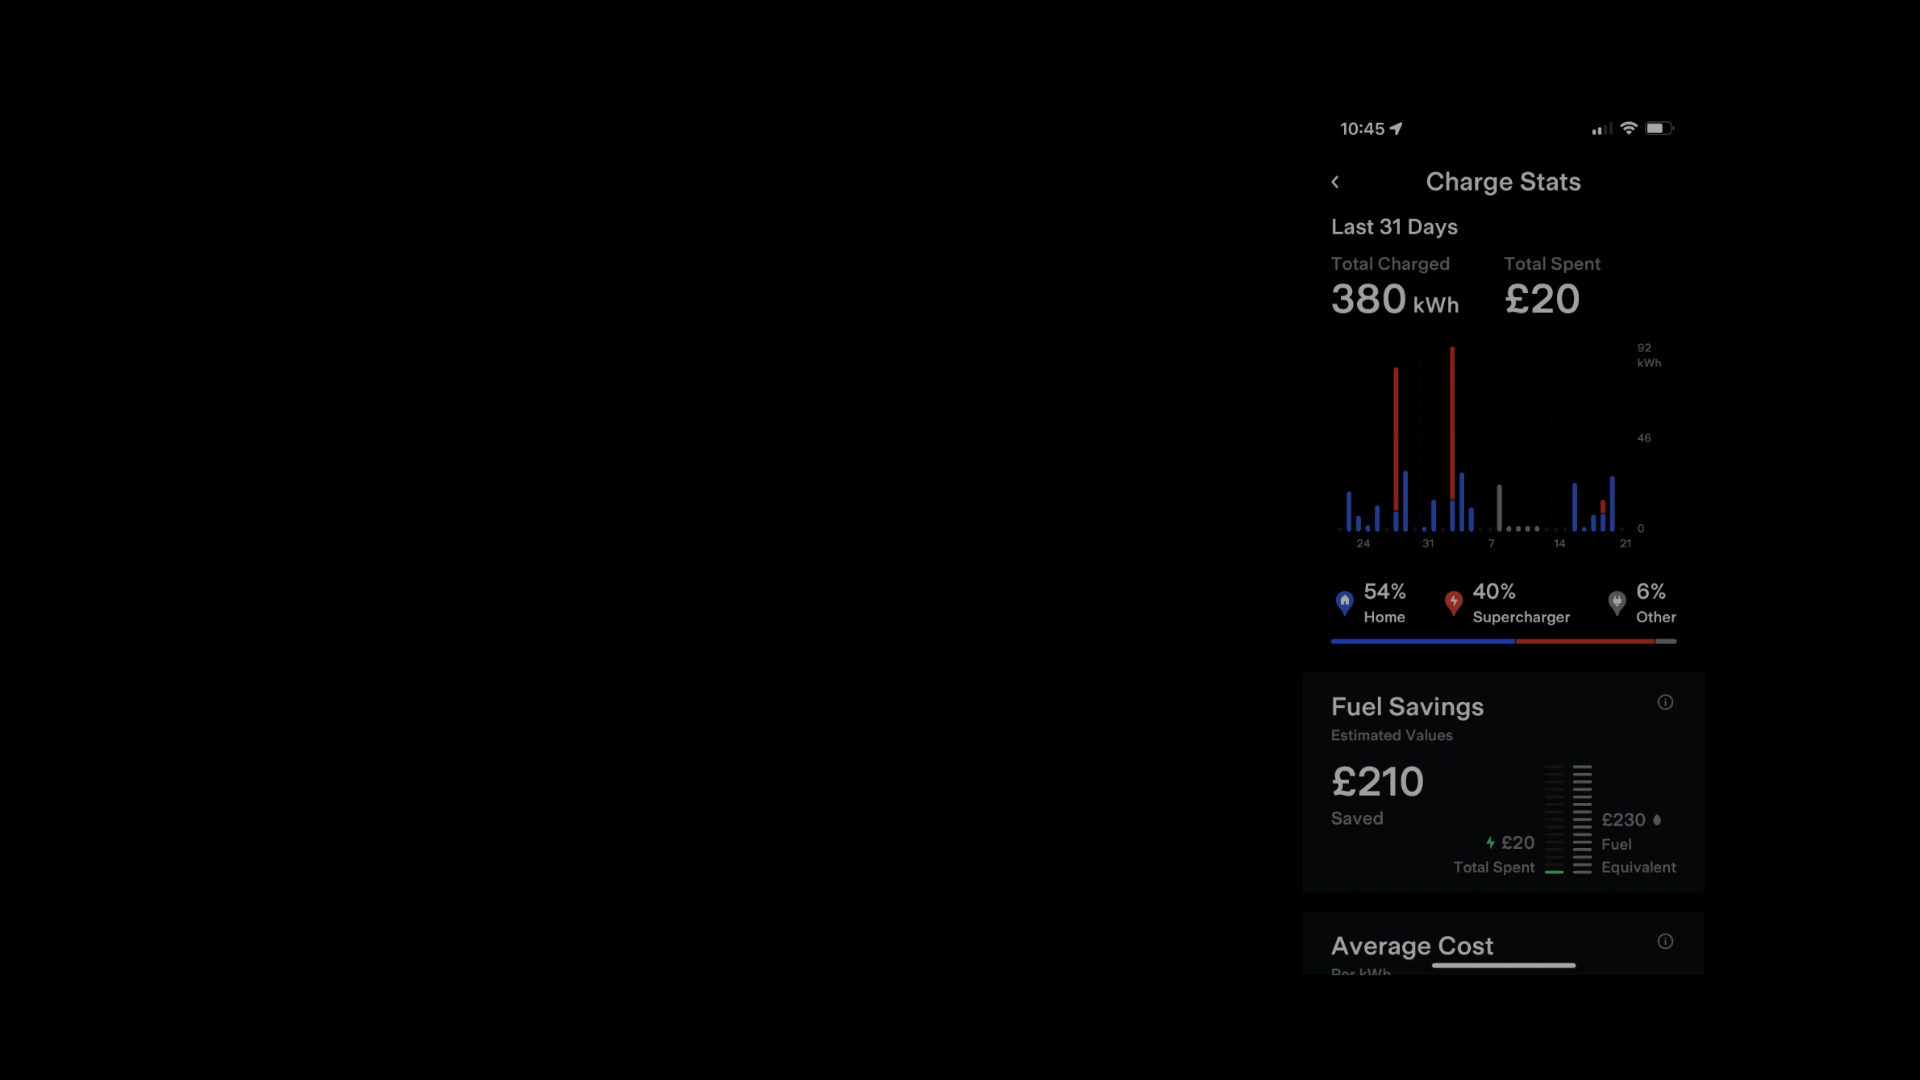 10:45
Charge Stats
Last 31 Days
Total Charged
Total Spent
380 kWh
£20
92
kWh
46
0
24
31
7
14
21
54%
Home
40%
Supercharger
6%
Other
Fuel Savings
Estimated Values
£210
Saved
£20
Total Spent
£230
Fuel
Equivalent
Average Cost
Per kWh